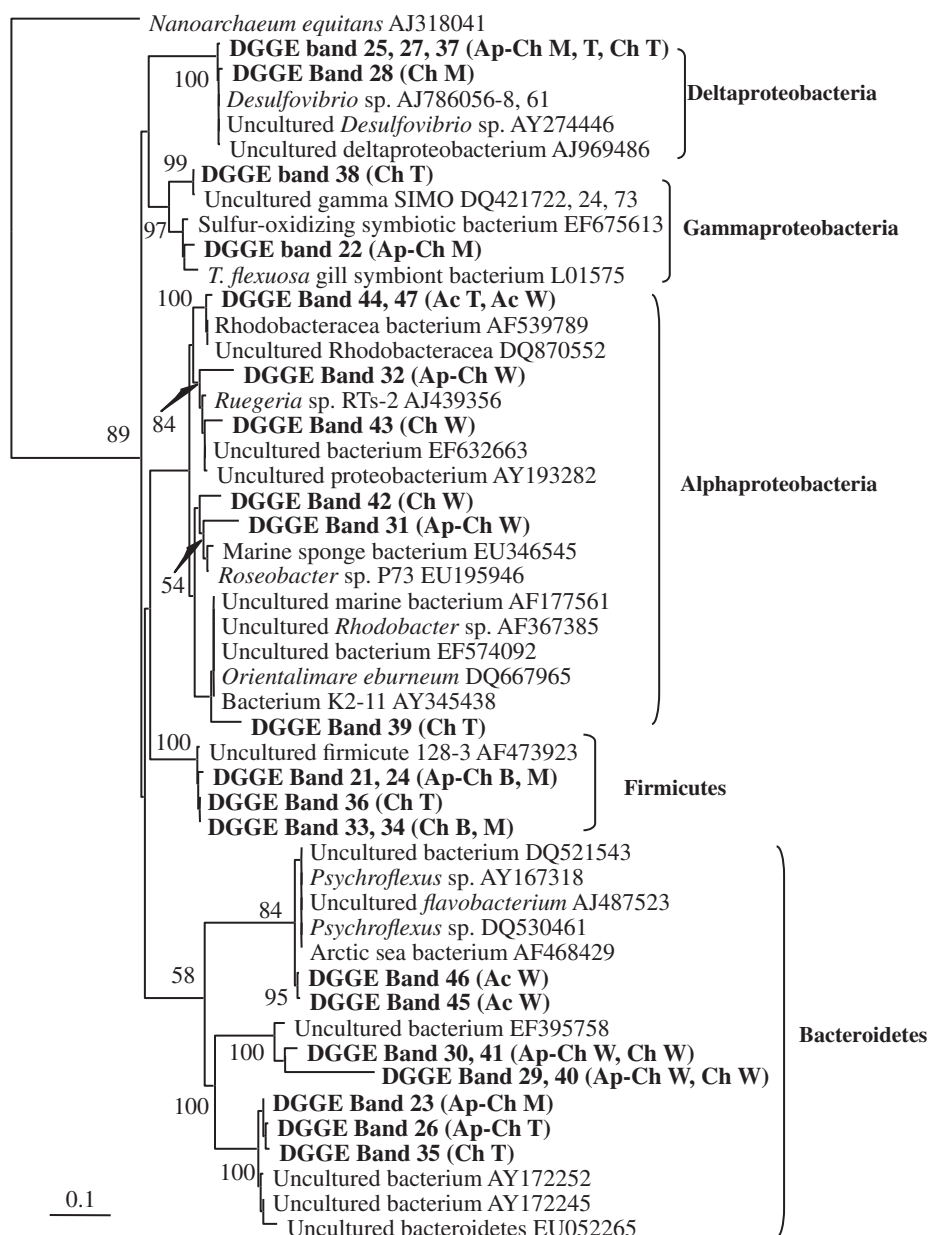 Nanoarchaeum equitans AJ318041
DGGE band 25, 27, 37 (Ap-Ch M, T, Ch T)
100
DGGE Band 28 (Ch M)
Desulfovibrio sp. AJ786056-8, 61
Deltaproteobacteria
Uncultured Desulfovibrio sp. AY274446
Uncultured deltaproteobacterium AJ969486
99
DGGE band 38 (Ch T)
Uncultured gamma SIMO DQ421722, 24, 73
97
Sulfur-oxidizing symbiotic bacterium EF675613
Gammaproteobacteria
DGGE band 22 (Ap-Ch M)
T. flexuosa gill symbiont bacterium L01575
100
DGGE Band 44, 47 (Ac T, Ac W)
Rhodobacteracea bacterium AF539789
Uncultured Rhodobacteracea DQ870552
DGGE Band 32 (Ap-Ch W)
Ruegeria sp. RTs-2 AJ439356
84
89
DGGE Band 43 (Ch W)
Uncultured bacterium EF632663
Uncultured proteobacterium AY193282
Alphaproteobacteria
DGGE Band 42 (Ch W)
DGGE Band 31 (Ap-Ch W)
Marine sponge bacterium EU346545
54
Roseobacter sp. P73 EU195946
Uncultured marine bacterium AF177561
Uncultured Rhodobacter sp. AF367385
Uncultured bacterium EF574092
Orientalimare eburneum DQ667965
Bacterium K2-11 AY345438
DGGE Band 39 (Ch T)
100
Uncultured firmicute 128-3 AF473923
DGGE Band 21, 24 (Ap-Ch B, M)
Firmicutes
DGGE Band 36 (Ch T)
DGGE Band 33, 34 (Ch B, M)
Uncultured bacterium DQ521543
Psychroflexus sp. AY167318
84
Uncultured flavobacterium AJ487523
Psychroflexus sp. DQ530461
Arctic sea bacterium AF468429
58
DGGE Band 46 (Ac W)
95
DGGE Band 45 (Ac W)
Uncultured bacterium EF395758
Bacteroidetes
100
DGGE Band 30, 41 (Ap-Ch W, Ch W)
DGGE Band 29, 40 (Ap-Ch W, Ch W)
100
DGGE Band 23 (Ap-Ch M)
DGGE Band 26 (Ap-Ch T)
DGGE Band 35 (Ch T)
100
Uncultured bacterium AY172252
0.1
Uncultured bacterium AY172245
Uncultured bacteroidetes EU052265